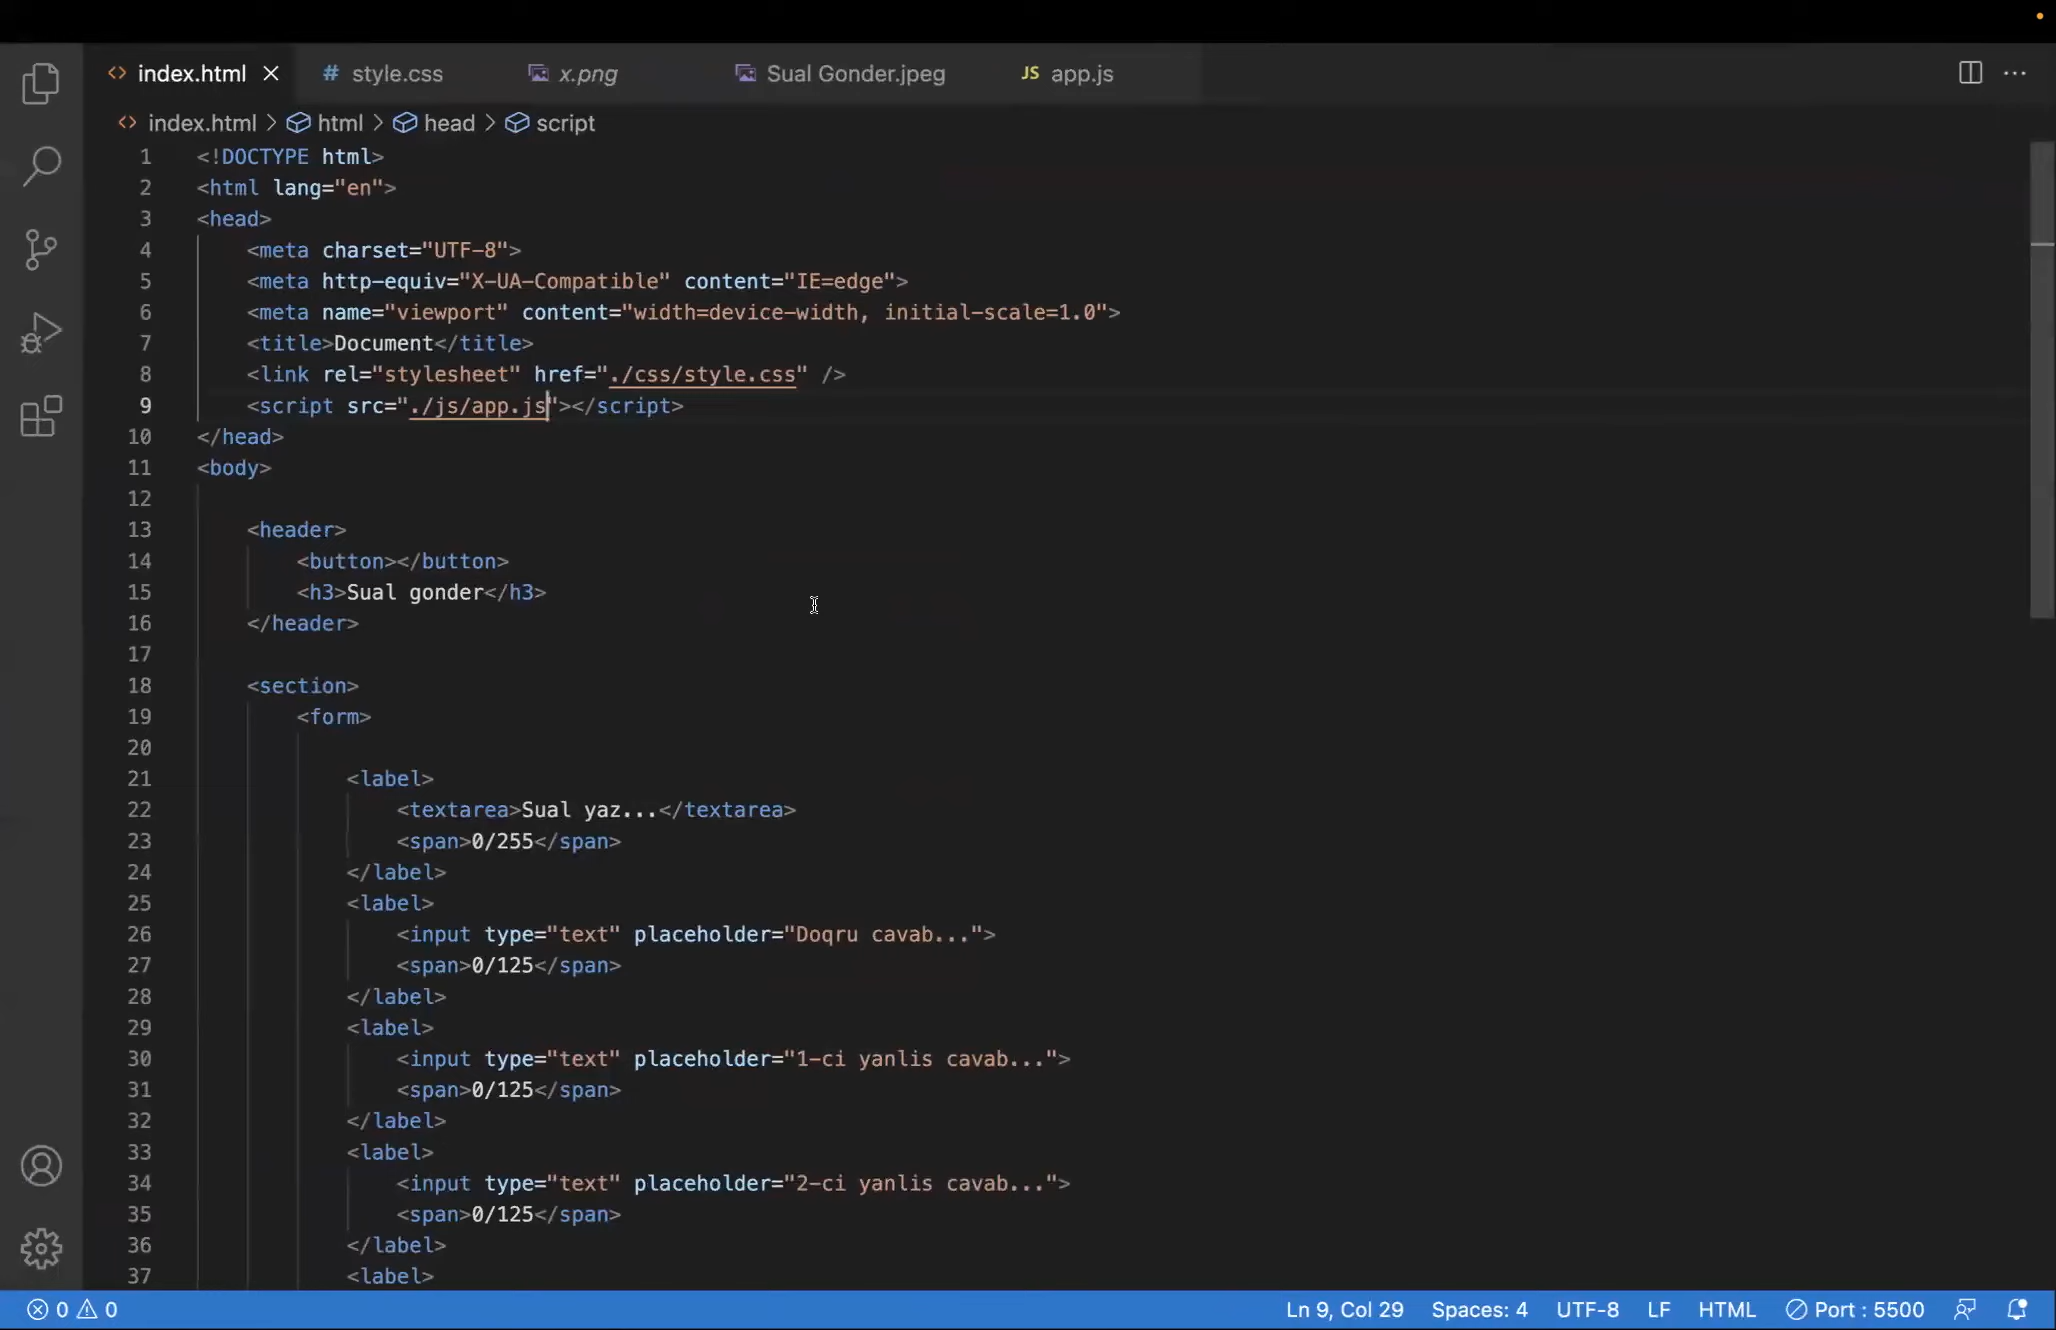 index.html
style.css
x.png
Sual Gonder.jpeg
JS app.js
index.html > html > head > script
1 <!DOCTYPE html>
2 <html lang="en">
3 <head>
4 <meta charset="UTF-8">
5 <meta http-equiv="X-UA-Compatible" content="IE=edge">
6 <meta name="viewport" content="width=device-width, initial-scale=1.0">
7 <title>Document</title>
8 <link rel="stylesheet" href="./css/style.css" />
9 <script src="./js/app.js"></script>
10 </head>
11 <body>
12
13 <header>
14 <button></button>
15 <h3>Sual gonder</h3>
16 </header>
17
18 <section>
19 <form>
20
21 <label>
22 <textarea>Sual yaz...</textarea>
23 <span>0/255</span>
24 </label>
25 <label>
26 <input type="text" placeholder="Doqru cavab...">
27 <span>0/125</span>
28 </label>
29 <label>
30 <input type="text" placeholder="1-ci yanlis cavab...">
31 <span>0/125</span>
32 </label>
33 <label>
34 <input type="text" placeholder="2-ci yanlis cavab...">
35 <span>0/125</span>
36 </label>
37 <label>
0 0 Ln 9, Col 29 Spaces: 4 UTF-8 LF HTML Port : 5500